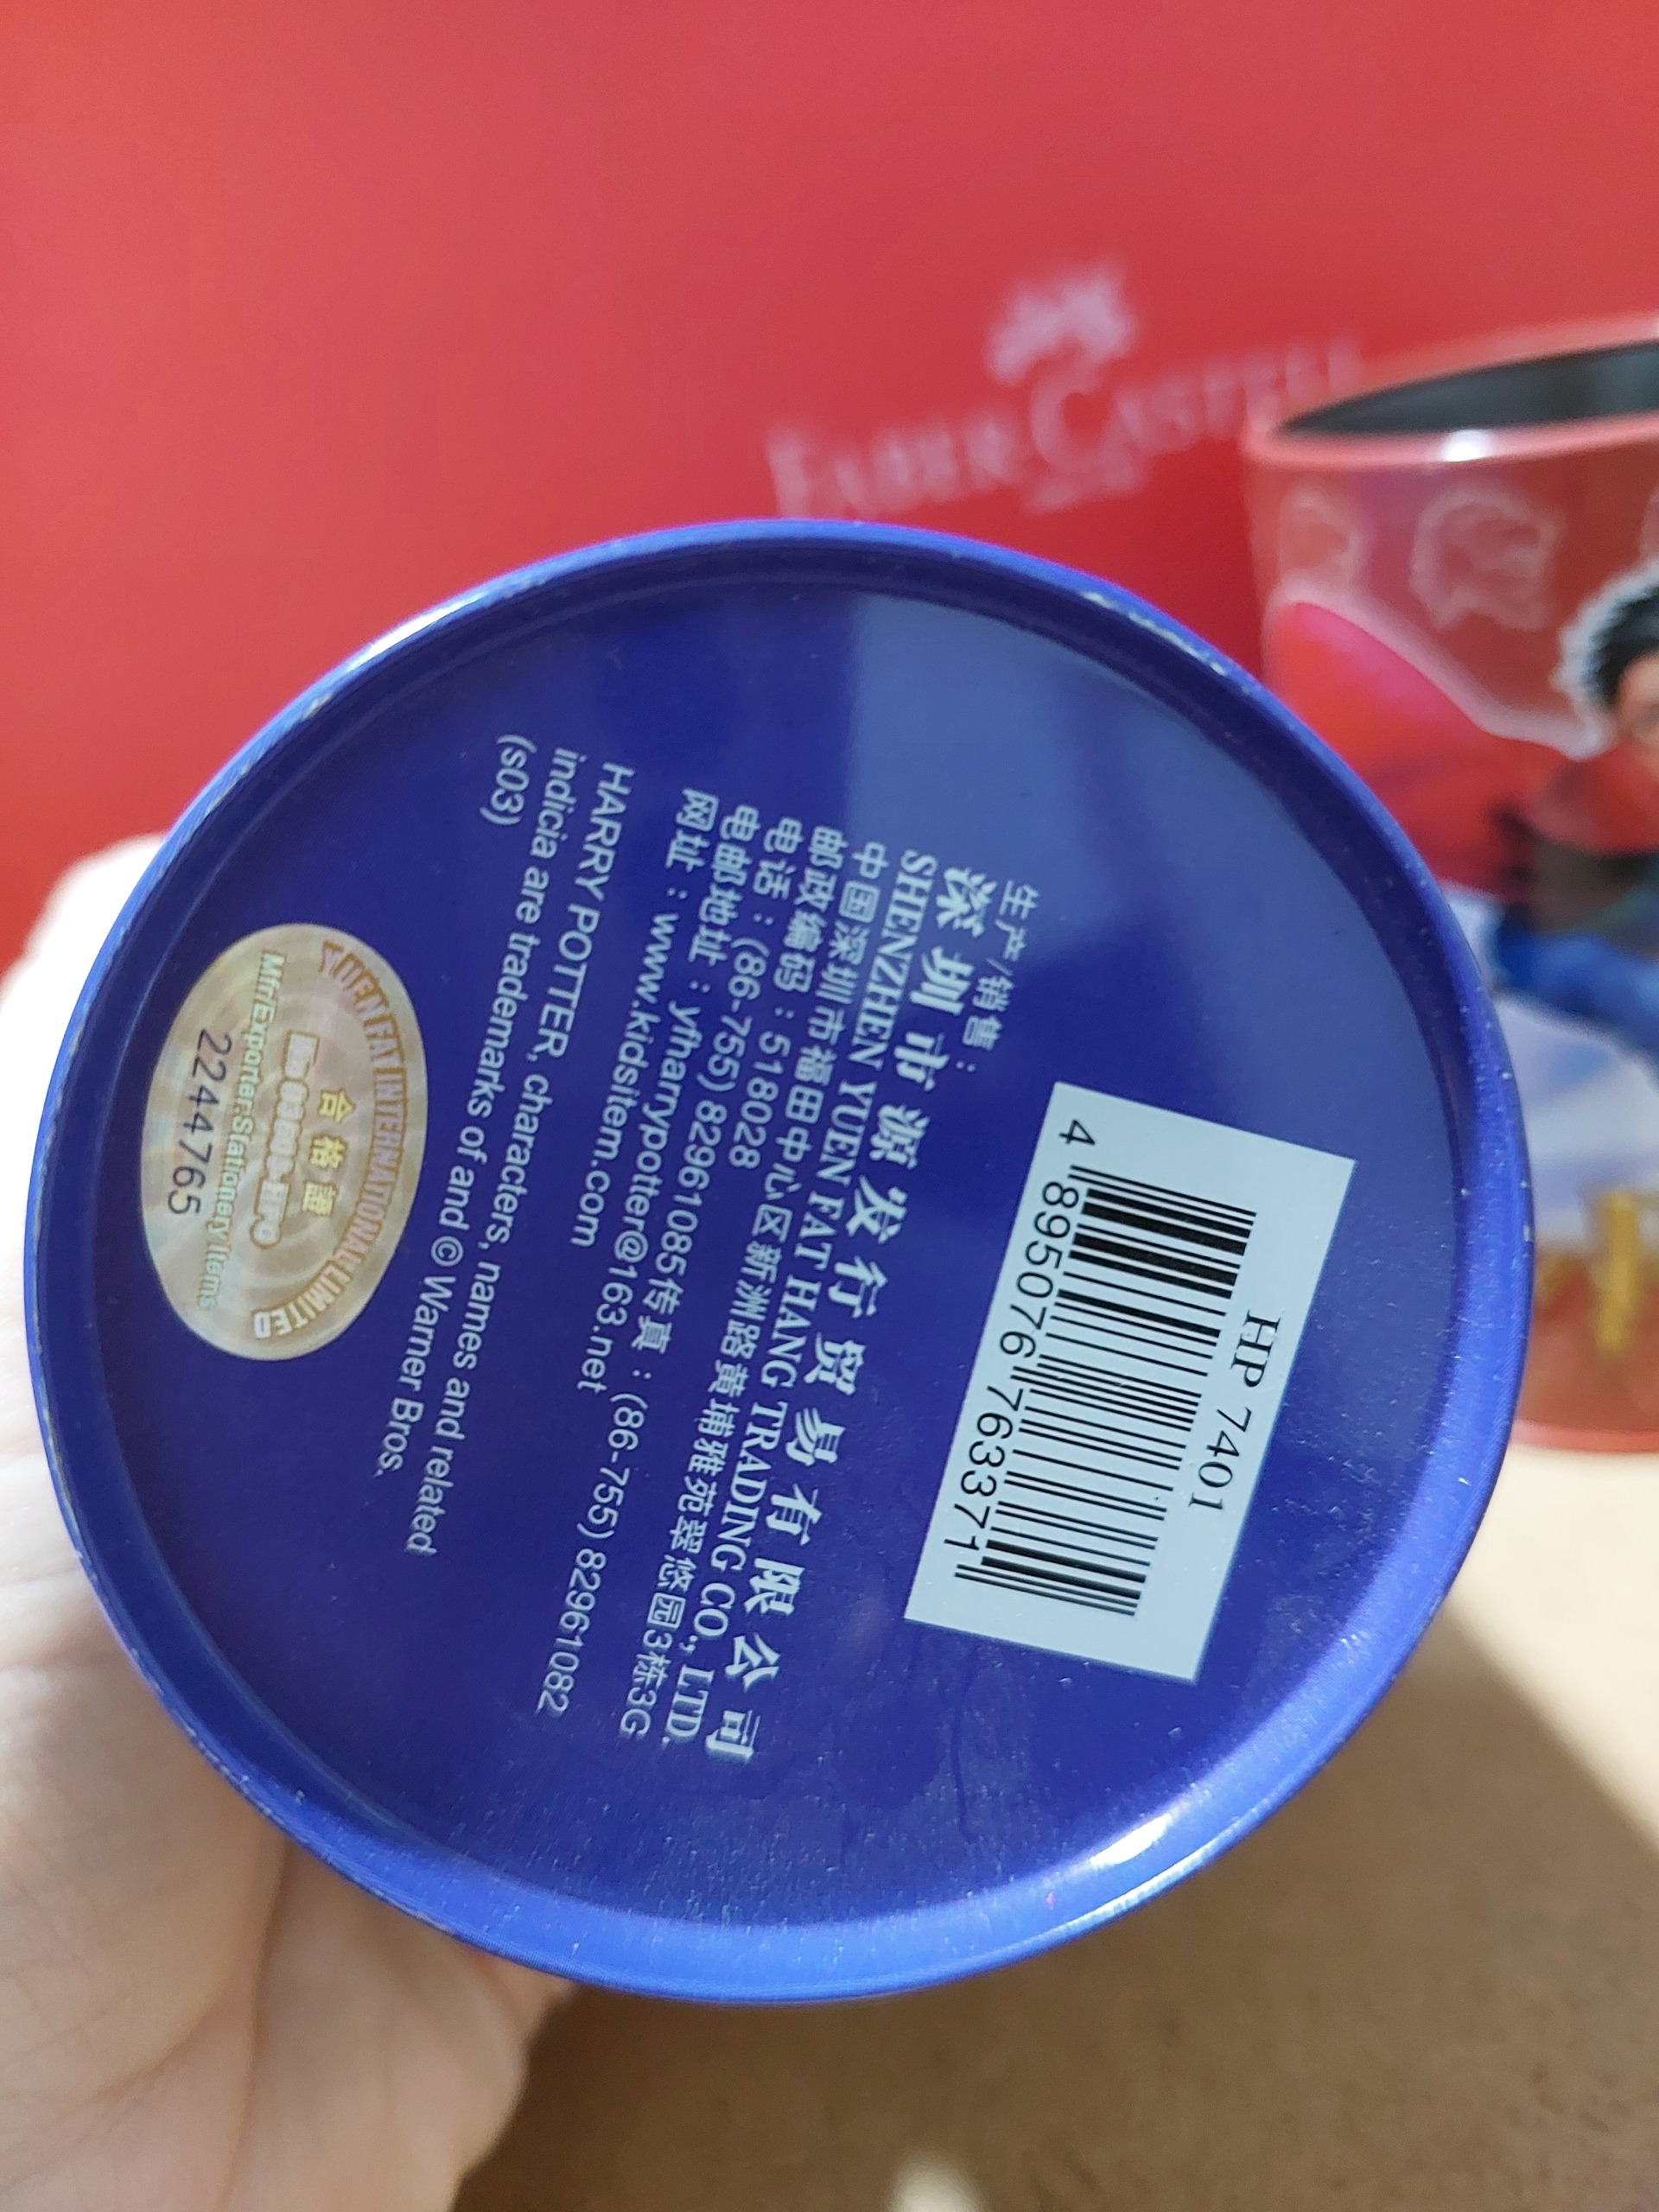 FABER-CASTELL
HP 7401
4 895076 763371
生产/销售：
深圳市源发行贸易有限公司
SHENZHEN YUEN FAT HANG TRADING CO., LTD.
中国深圳市福田中心区新洲路黄埔雅苑翠悠园3栋3G
邮政编码：518028
电话：(86-755) 82961085传真：(86-755) 82961082
电邮地址：yfharrypotter@163.net
网址：www.kidsitem.com
HARRY POTTER, characters, names and related
indicia are trademarks of and © Warner Bros.
(s03)
INTERNATIONAL LIMITED
合格証
Mfr/Exporter:Stationery Items
2244765